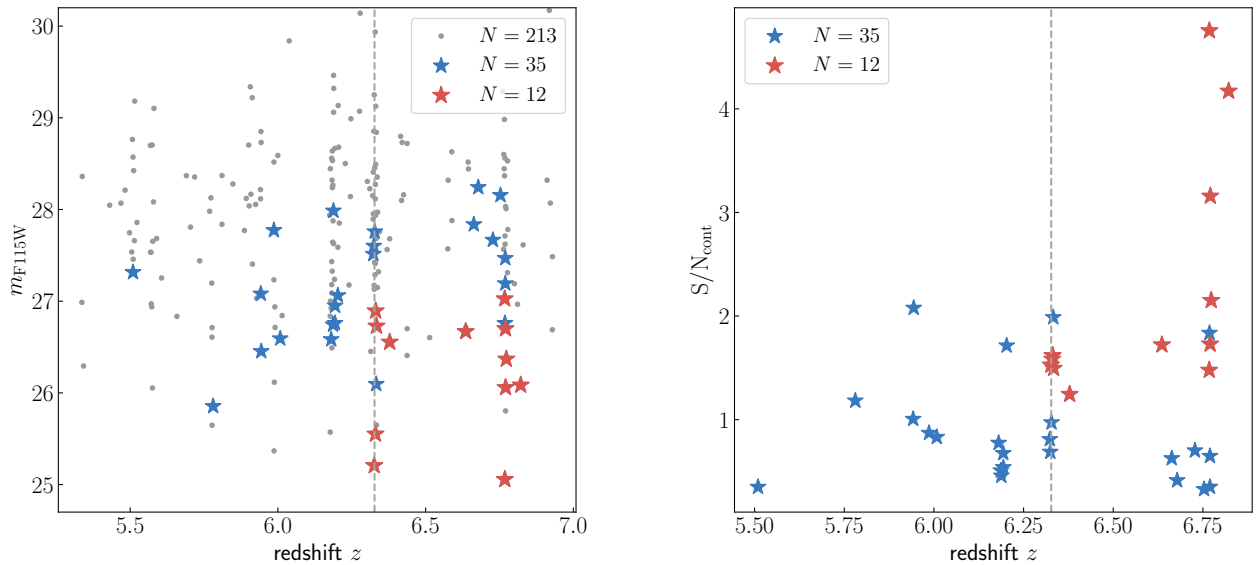 30
29
28
27
26
25
m_F115W
N = 213
N = 35
N = 12
5.5 6.0 6.5 7.0
redshift z
4
3
2
1
S/N_cont
N = 35
N = 12
5.50 5.75 6.00 6.25 6.50 6.75
redshift z